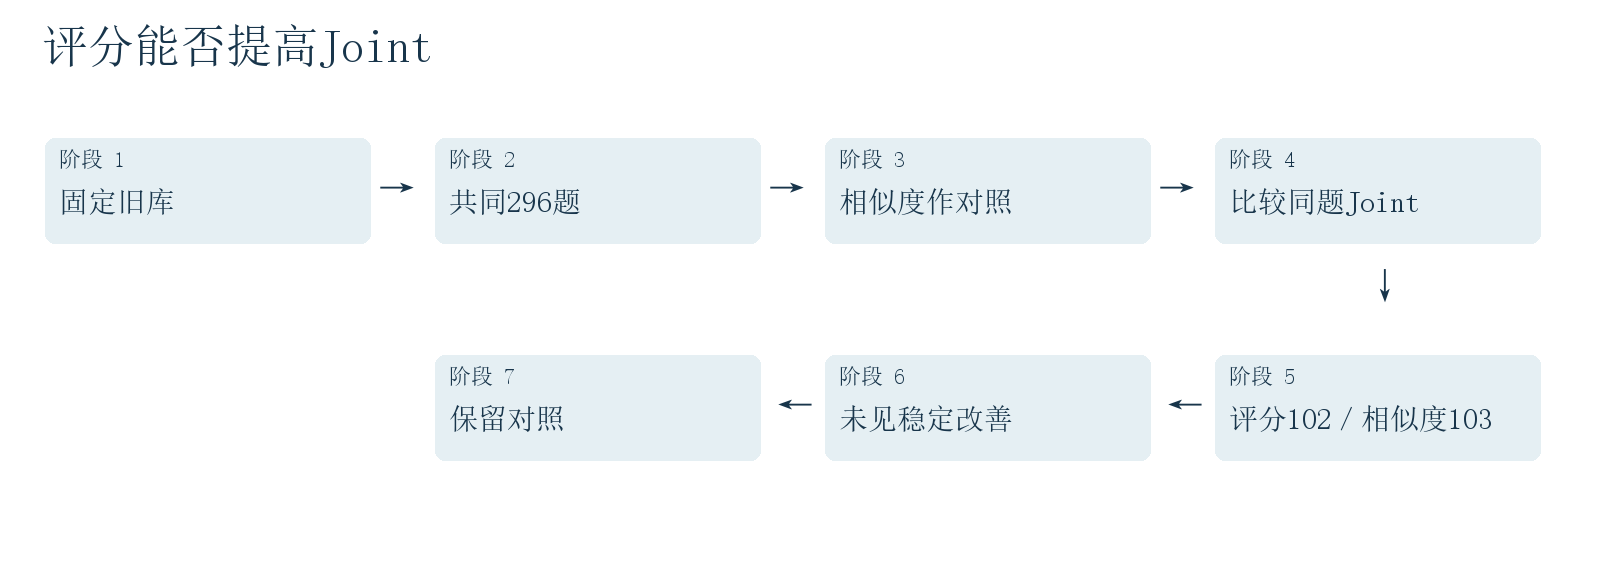 评分能否提高Joint
阶段 1
固定旧库
阶段 2
共同296题
阶段 3
相似度作对照
阶段 4
比较同题Joint
阶段 5
评分102 / 相似度103
阶段 6
未见稳定改善
阶段 7
保留对照